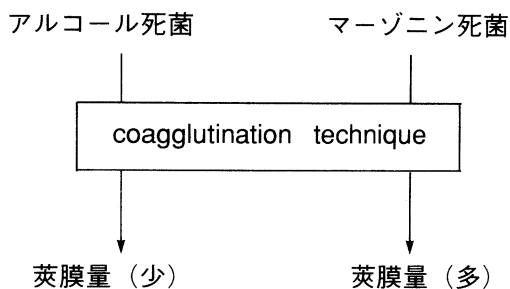 アルコール死菌 マーゾニン死菌
coagglutination technique
莢膜量（少） 莢膜量（多）